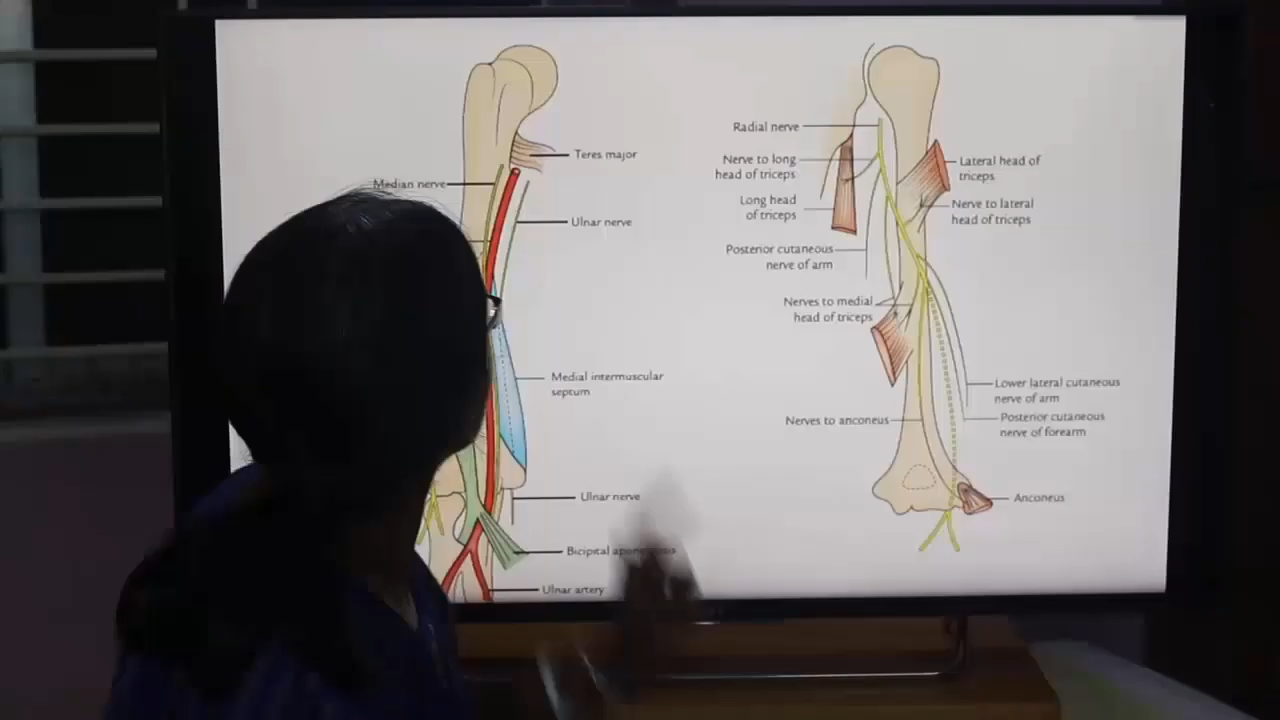 Teres major
Median nerve
Ulnar nerve
Medial intermuscular
septum
Ulnar nerve
Bicipital aponeurosis
Ulnar artery
Radial nerve
Nerve to long
head of triceps
Long head
of triceps
Posterior cutaneous
nerve of arm
Nerves to medial
head of triceps
Nerves to anconeus
Lateral head of
triceps
Nerve to lateral
head of triceps
Lower lateral cutaneous
nerve of arm
Posterior cutaneous
nerve of forearm
Anconeus